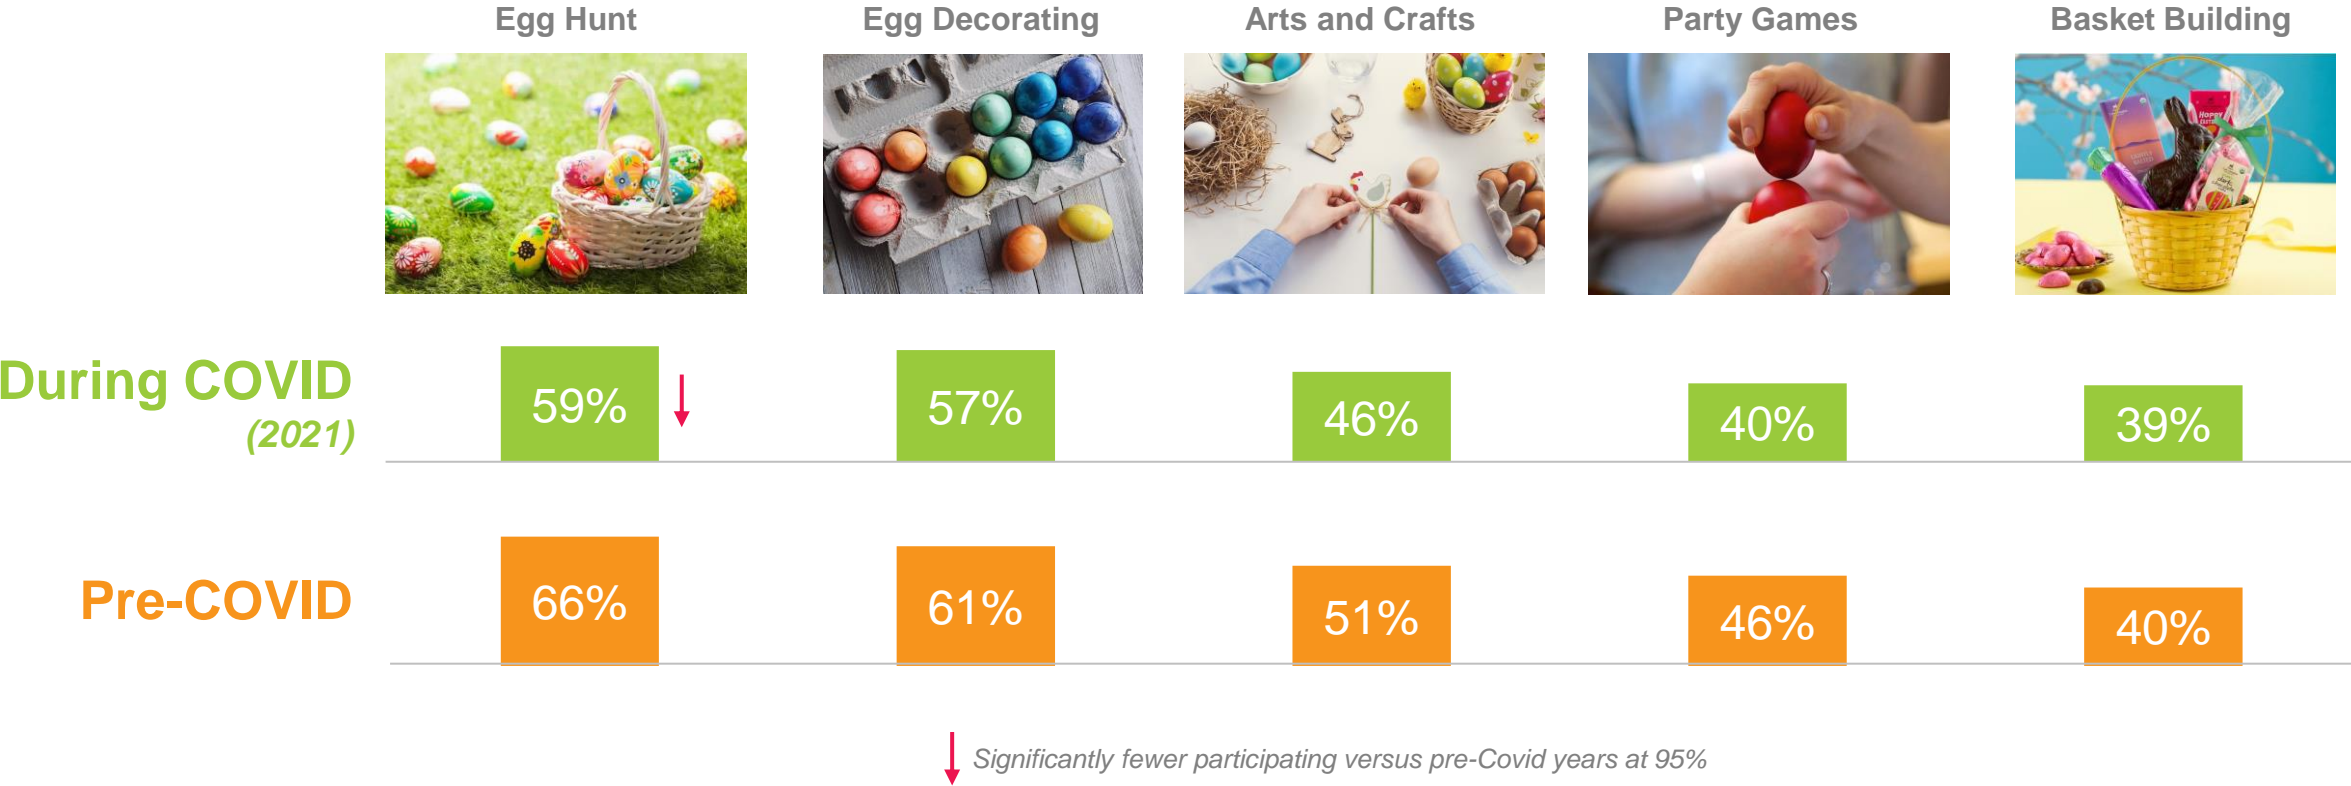 Egg Hunt
Egg Decorating
Arts and Crafts
Party Games
Basket Building
During COVID
(2021)
59%
57%
46%
40%
39%
Pre-COVID
66%
61%
51%
46%
40%
Significantly fewer participating versus pre-Covid years at 95%